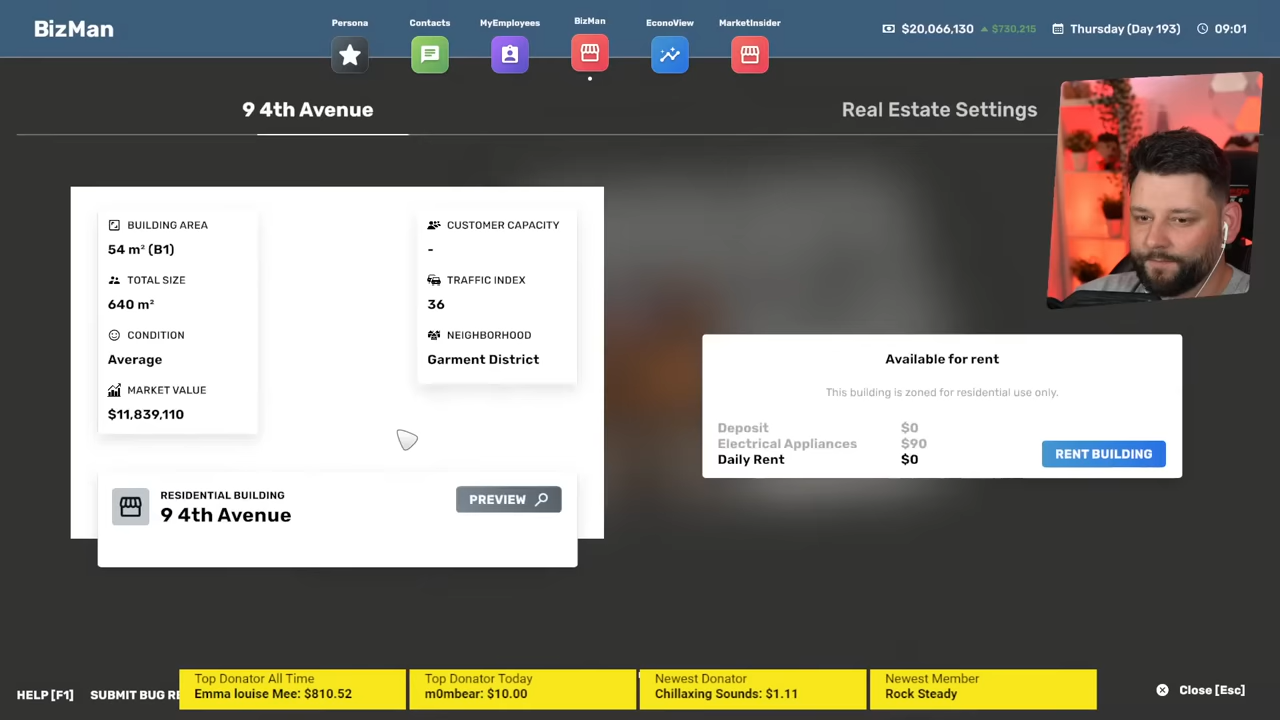 BizMan
Persona
Contacts
MyEmployees
BizMan
EconoView
MarketInsider
$20,066,130
$730,215
Thursday (Day 193)
09:01
9 4th Avenue
Real Estate Settings
BUILDING AREA
54 m² (B1)
TOTAL SIZE
640 m²
CONDITION
Average
MARKET VALUE
$11,839,110
CUSTOMER CAPACITY
-
TRAFFIC INDEX
36
NEIGHBORHOOD
Garment District
RESIDENTIAL BUILDING
9 4th Avenue
PREVIEW
Available for rent
This building is zoned for residential use only.
Deposit $0
Electrical Appliances $90
Daily Rent $0
RENT BUILDING
HELP [F1]
SUBMIT BUG RE
Top Donator All Time
Emma louise Mee: $810.52
Top Donator Today
m0mbear: $10.00
Newest Donator
Chillaxing Sounds: $1.11
Newest Member
Rock Steady
Close [Esc]